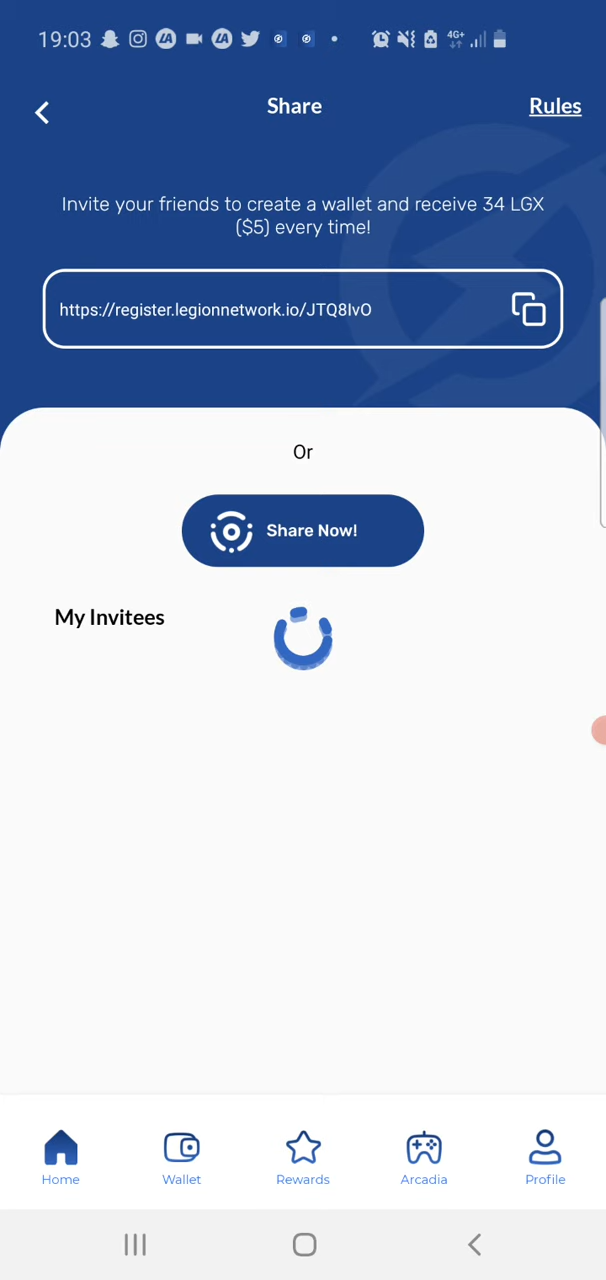 19:03
4G+
Share
Rules
Invite your friends to create a wallet and receive 34 LGX
($5) every time!
https://register.legionnetwork.io/JTQ8IvO
Or
Share Now!
My Invitees
Home
Wallet
Rewards
Arcadia
Profile